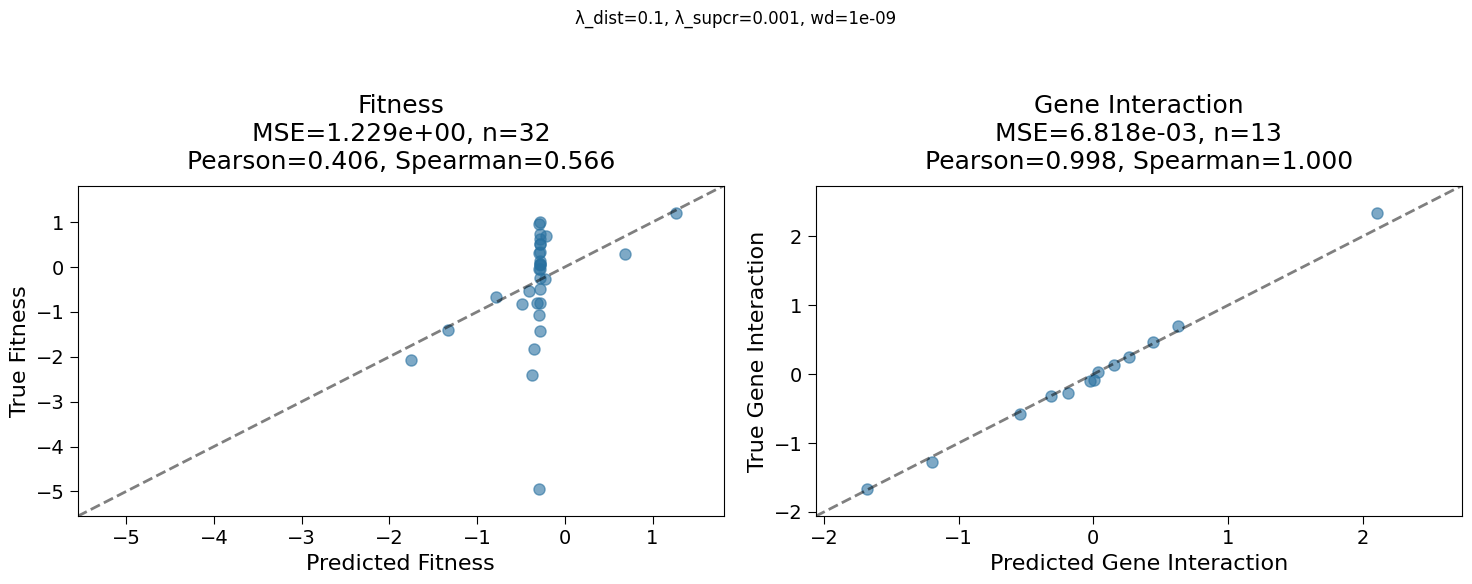 λ_dist=0.1, λ_supcr=0.001, wd=1e-09
Fitness
MSE=1.229e+00, n=32
Pearson=0.406, Spearman=0.566
True Fitness
1
0
−1
−2
−3
−4
−5
−5
−4
−3
−2
−1
0
1
Predicted Fitness
Gene Interaction
MSE=6.818e-03, n=13
Pearson=0.998, Spearman=1.000
True Gene Interaction
2
1
0
−1
−2
−2
−1
0
1
2
Predicted Gene Interaction